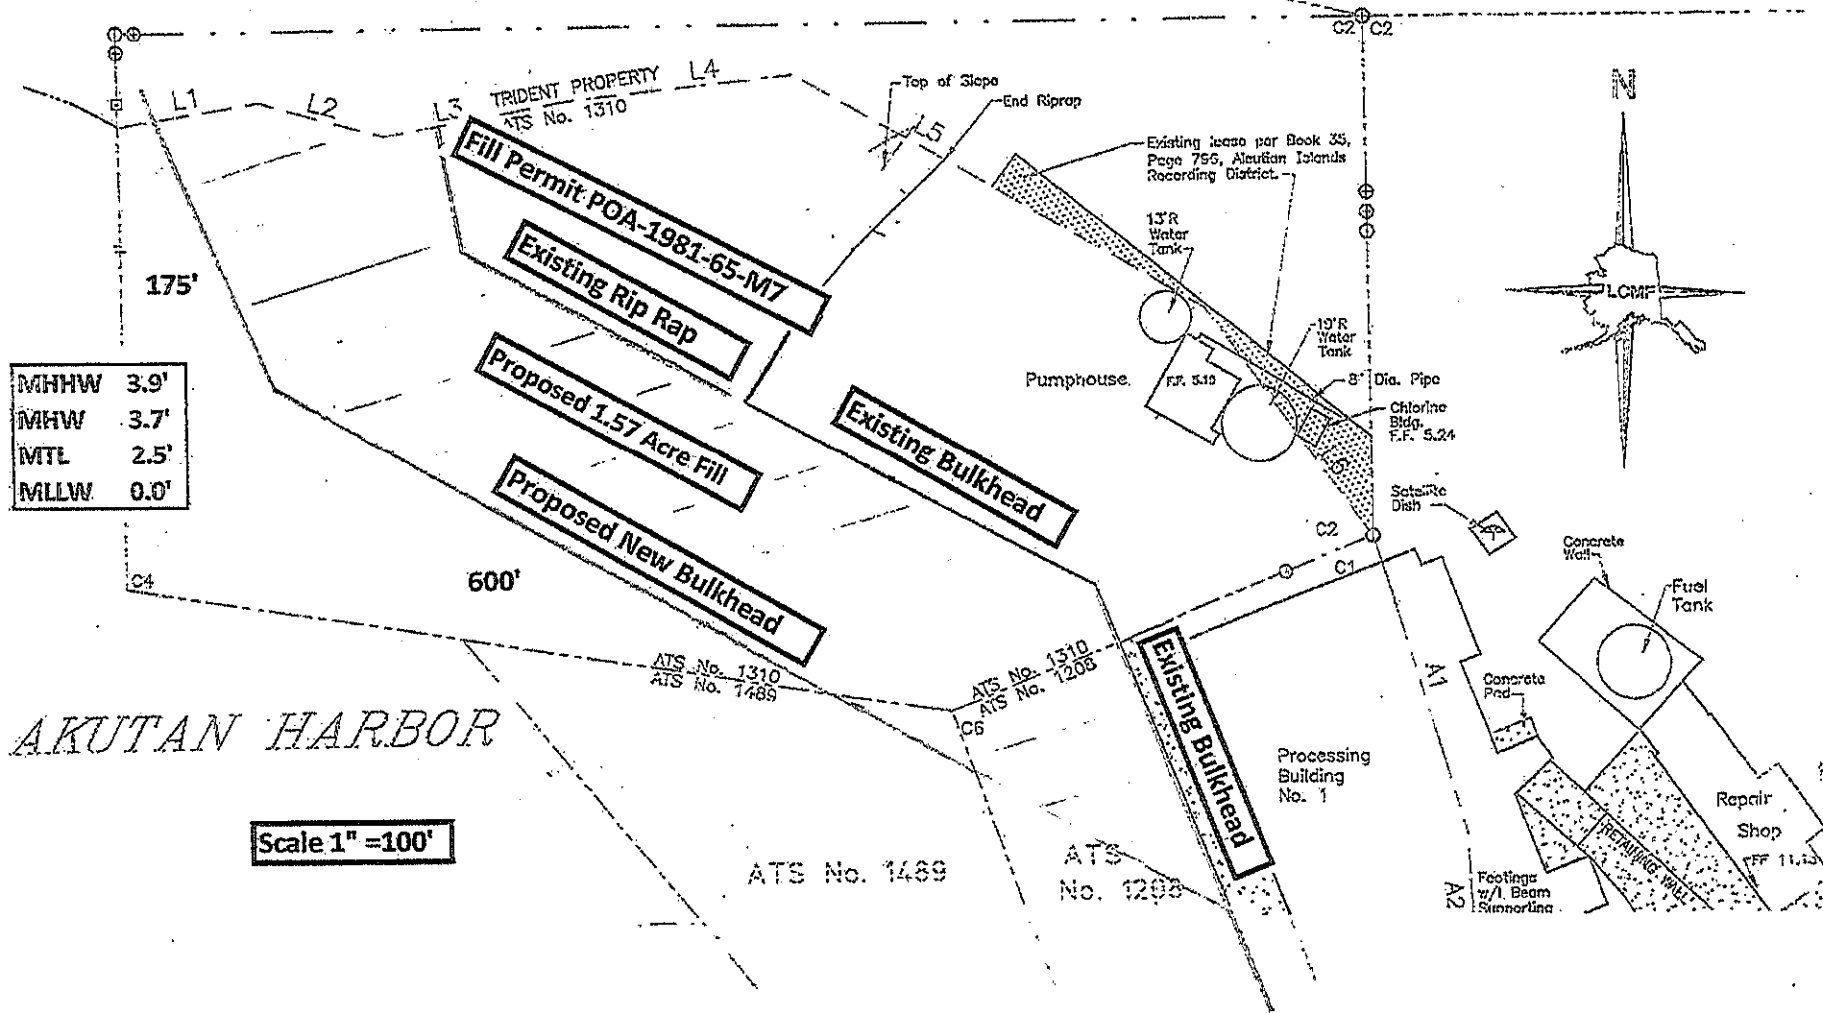 C2 C2
L1
L2
L3
TRIDENT PROPERTY
ATS No. 1310
L4
Top of Slope
End Riprap
L5
N
LCMF
Existing lease per Book 35,
Page 795, Aleutian Islands
Recording District.
13'R
Water
Tank
Fill Permit POA-1981-65-M7
Existing Rip Rap
175'
Proposed 1.57 Acre Fill
MHHW 3.9'
MHW 3.7'
MTL 2.5'
MLLW 0.0'
Pumphouse
F.F. 5.19
19'R
Water
Tank
8" Dia. Pipe
Chlorine
Bldg.
F.F. 5.24
Existing Bulkhead
Proposed New Bulkhead
Satellite
Dish
C2
C1
C4
600'
Concrete
Wall
Fuel
Tank
ATS No. 1310
ATS No. 1489
ATS No. 1310
ATS No. 1208
C6
Existing Bulkhead
A1
Concrete
Pad
AKUTAN HARBOR
Processing
Building
No. 1
Scale 1" =100'
ATS No. 1489
ATS
No. 1208
A2
Repair
Shop
FF 11.13
RETAINING WALL
Footings
w/I Beam
Supporting